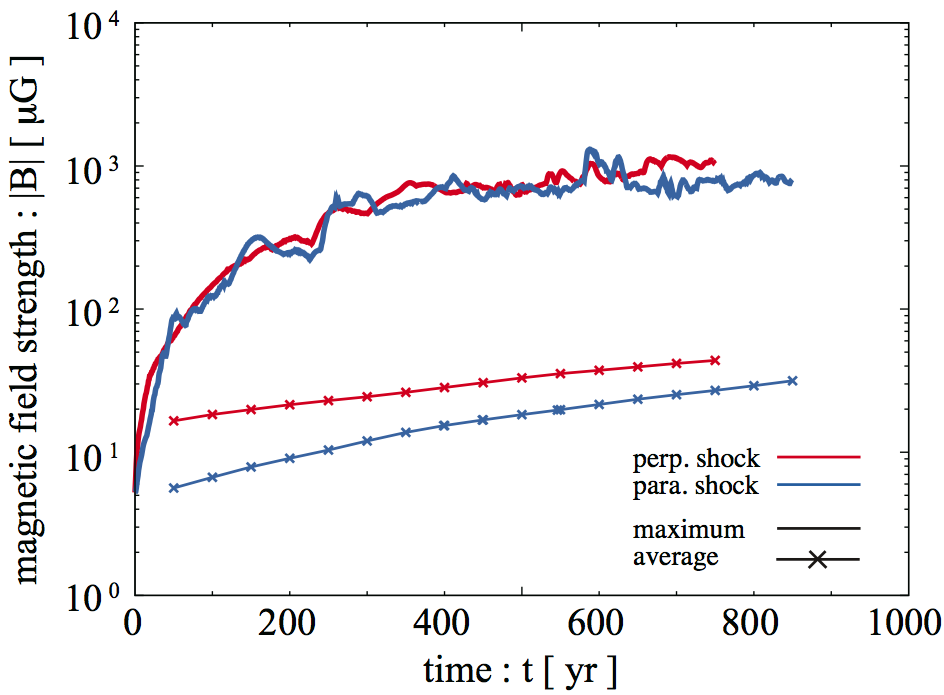 10^4
10^3
10^2
10^1
10^0
magnetic field strength : |B| [ μG ]
perp. shock
para. shock
maximum
average
0 200 400 600 800 1000
time : t [ yr ]